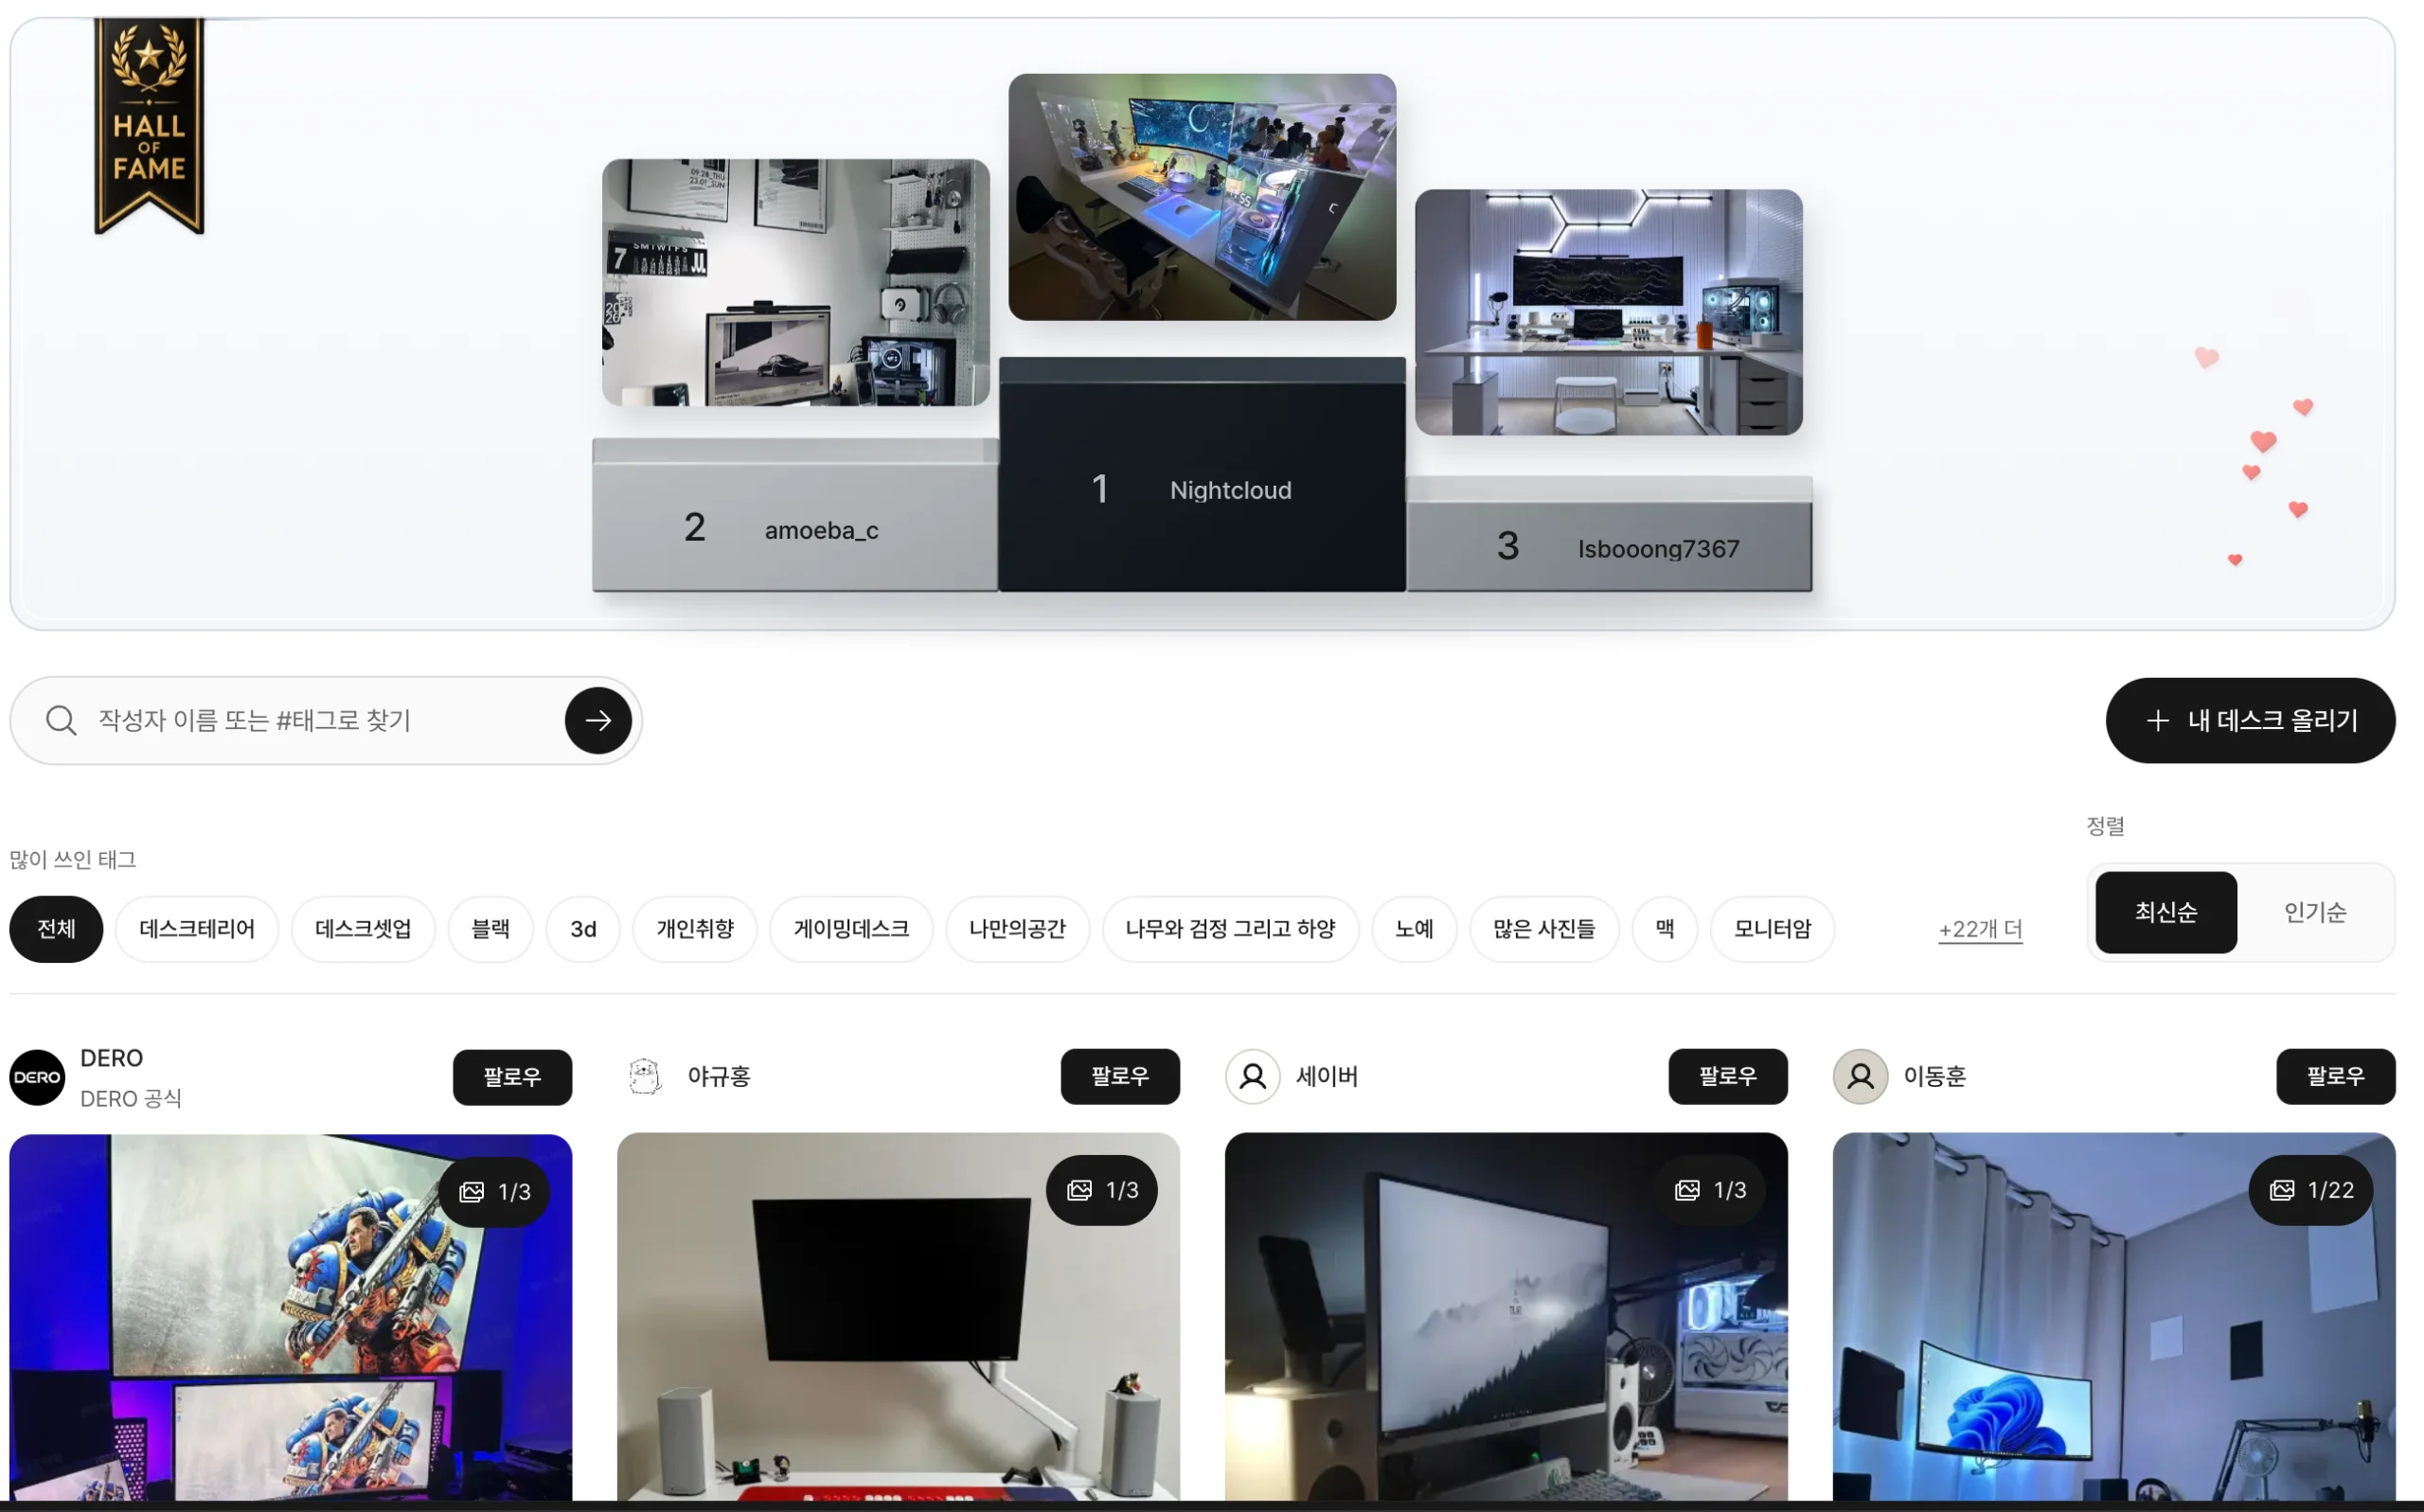 HALL
OF
FAME
09.28_THU
23.01_SUN
7
2 amoeba_c
1 Nightcloud
3 lsbooong7367
작성자 이름 또는 #태그로 찾기
+ 내 데스크 올리기
정렬
많이 쓰인 태그
최신순 인기순
전체 데스크테리어 데스크셋업 블랙 3d 개인취향 게이밍데스크 나만의공간 나무와 검정 그리고 하양 노예 많은 사진들 맥 모니터암 +22개 더
DERO
DERO
DERO 공식
팔로우
야규홍 팔로우
세이버 팔로우
이동훈 팔로우
1/3
1/3
1/3
1/22